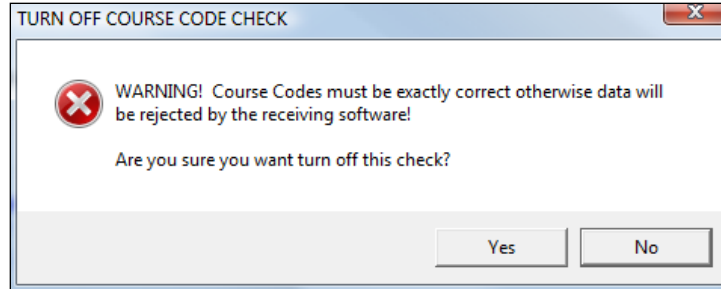 TURN OFF COURSE CODE CHECK
WARNING!  Course Codes must be exactly correct otherwise data will
be rejected by the receiving software!
Are you sure you want turn off this check?
Yes
No